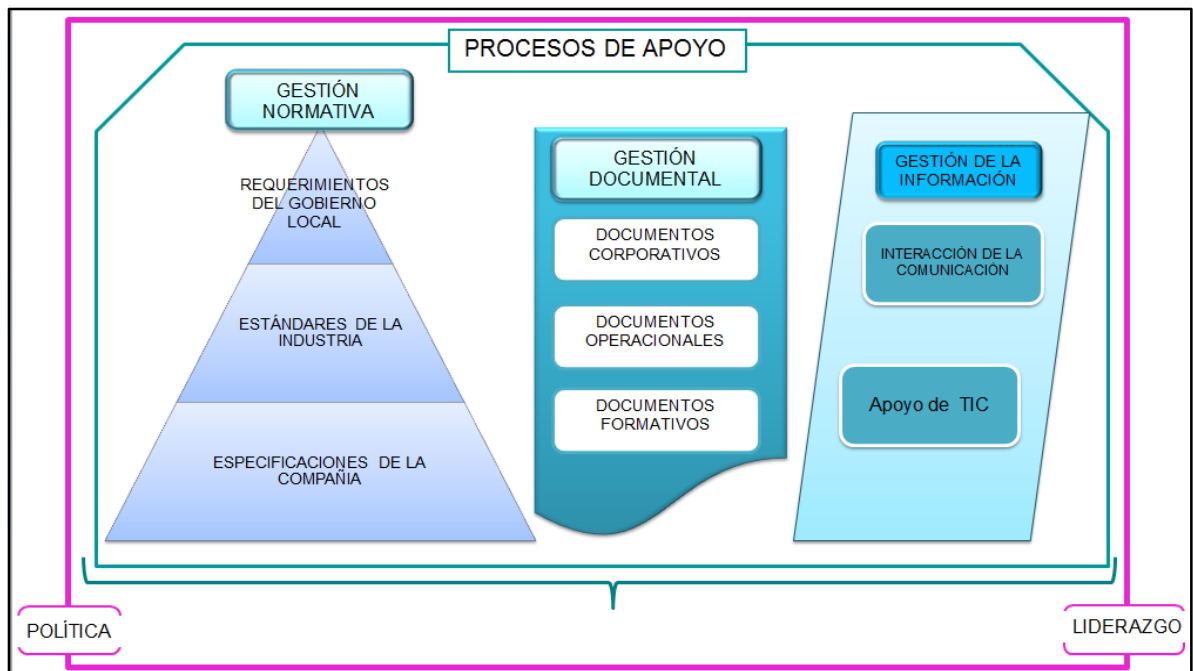 PROCESOS DE APOYO
GESTIÓN
NORMATIVA
REQUERIMIENTOS
DEL GOBIERNO
LOCAL
ESTÁNDARES DE LA
INDUSTRIA
ESPECIFICACIONES DE LA
COMPAÑIA
GESTIÓN
DOCUMENTAL
DOCUMENTOS
CORPORATIVOS
DOCUMENTOS
OPERACIONALES
DOCUMENTOS
FORMATIVOS
GESTIÓN DE LA
INFORMACIÓN
INTERACCIÓN DE LA
COMUNICACIÓN
Apoyo de TIC
POLÍTICA
LIDERAZGO